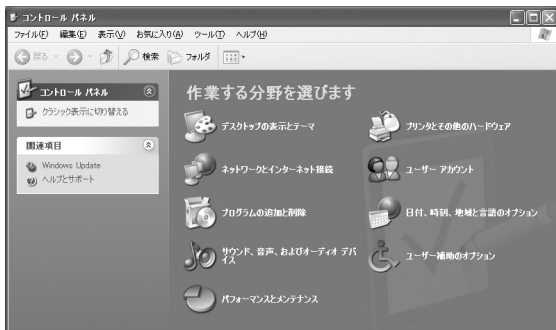 コントロール パネル
ファイル(F) 編集(E) 表示(V) お気に入り(A) ツール(T) ヘルプ(H)
戻る 検索 フォルダ
コントロール パネル
クラシック表示に切り替える
関連項目
Windows Update
ヘルプとサポート
作業する分野を選びます
デスクトップの表示とテーマ
プリンタとその他のハードウェア
ネットワークとインターネット接続
ユーザー アカウント
プログラムの追加と削除
日付、時刻、地域と言語のオプション
サウンド、音声、およびオーディオ デバ
イス
ユーザー補助のオプション
パフォーマンスとメンテナンス